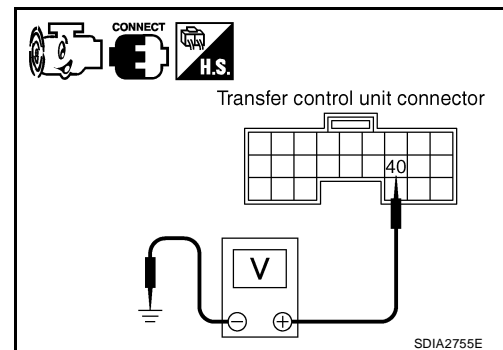 CONNECT
H.S.
Transfer control unit connector
40
V
− +
SDIA2755E